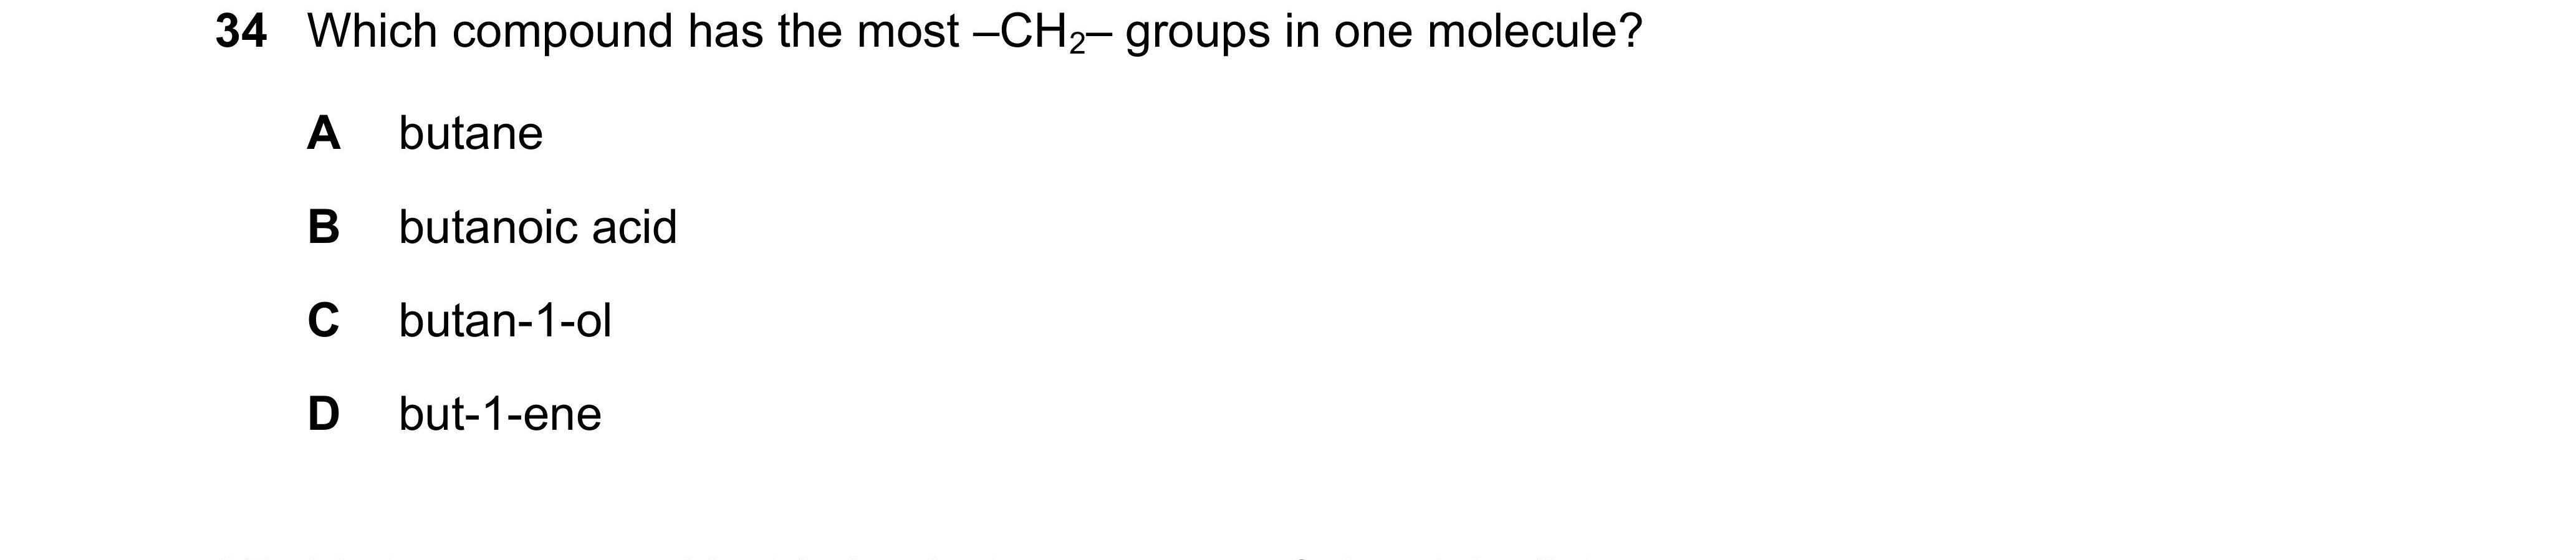 34 Which compound has the most –CH₂– groups in one molecule?
A butane
B butanoic acid
C butan-1-ol
D but-1-ene